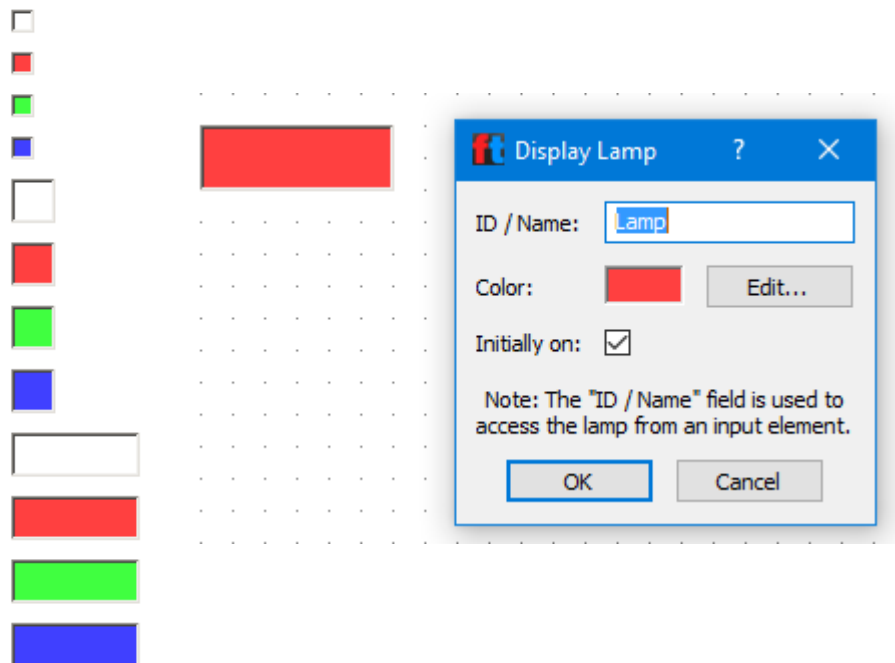 ft Display Lamp ?
ID / Name: Lamp
Color: Edit...
Initially on:
Note: The "ID / Name" field is used to
access the lamp from an input element.
OK Cancel